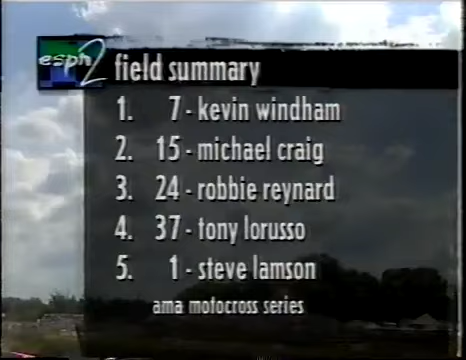 espn2
field summary
1. 7 - kevin windham
2. 15 - michael craig
3. 24 - robbie reynard
4. 37 - tony lorusso
5. 1 - steve lamson
ama motocross series